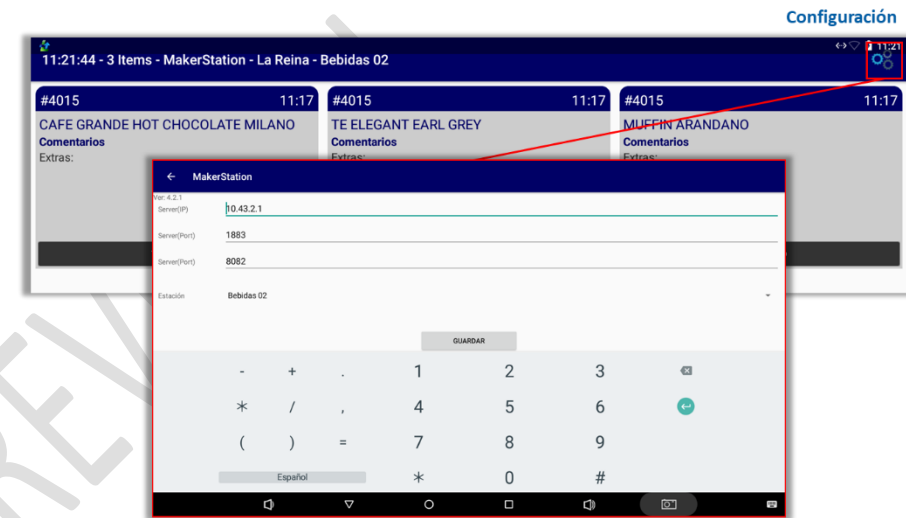 Configuración
11:21
11:21:44 - 3 Items - MakerStation - La Reina - Bebidas 02
#4015 11:17
CAFE GRANDE HOT CHOCOLATE MILANO
Comentarios
Extras:
#4015 11:17
TE ELEGANT EARL GREY
Comentarios
Extras:
#4015 11:17
MUFFIN ARANDANO
Comentarios
Extras:
MakerStation
Ver: 4.2.1
Server(IP) 10.43.2.1
Server(Port) 1883
Server(Port) 8082
Estación Bebidas 02
GUARDAR
- + . 1 2 3
* / , 4 5 6
( ) = 7 8 9
Español * 0 #
REV